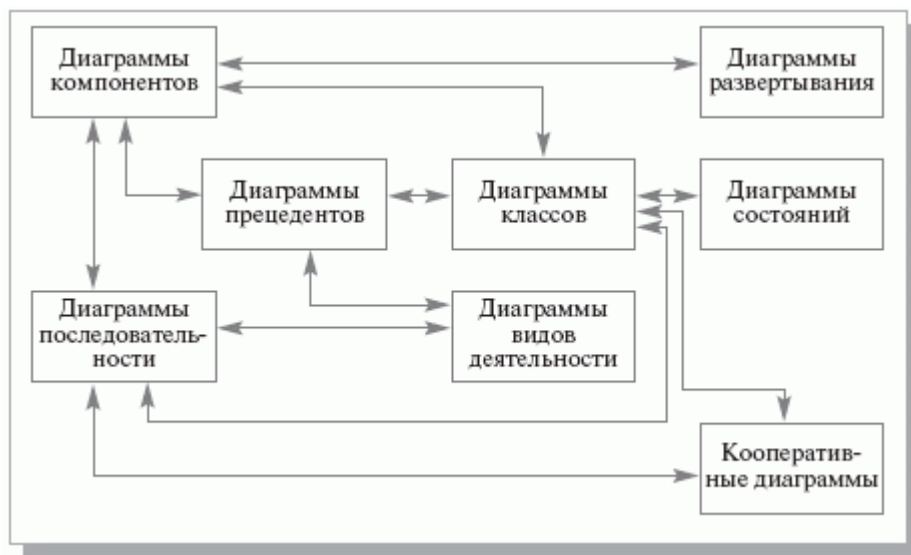 Диаграммы
компонентов
Диаграммы
развертывания
Диаграммы
прецедентов
Диаграммы
классов
Диаграммы
состояний
Диаграммы
последователь-
ности
Диаграммы
видов
деятельности
Кооператив-
ные диаграммы